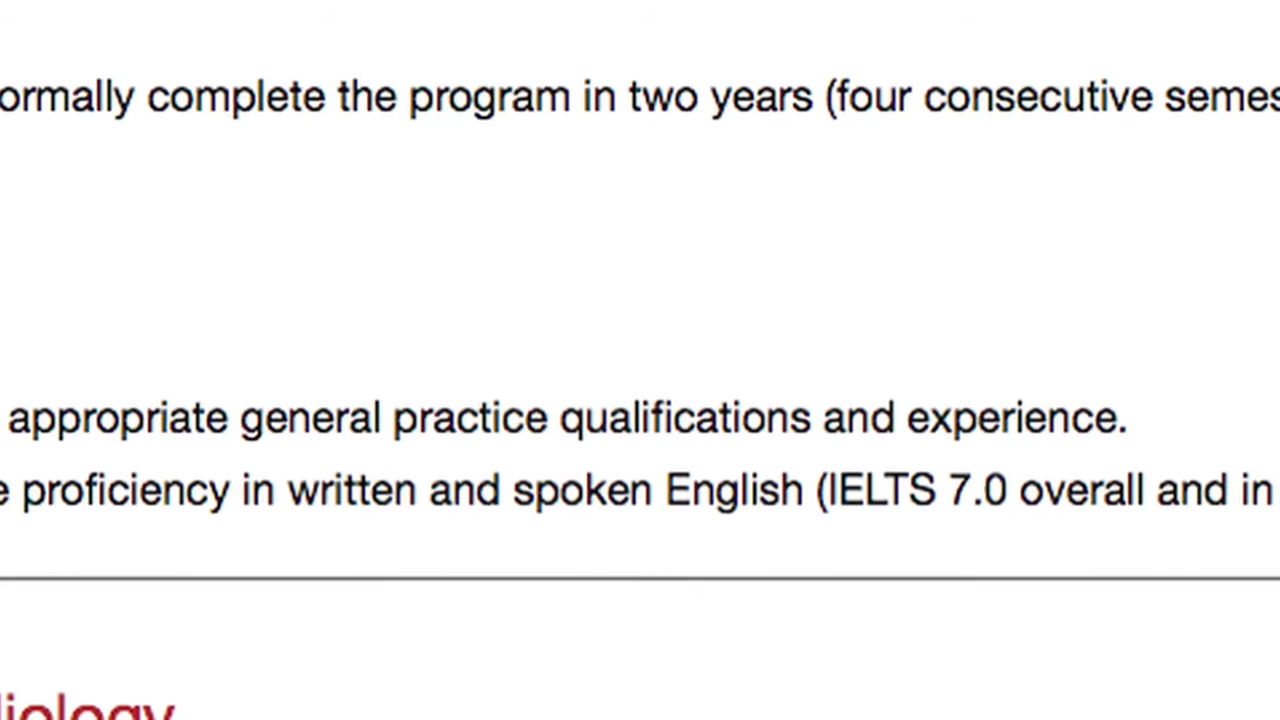 ormally complete the program in two years (four consecutive semes
appropriate general practice qualifications and experience.
e proficiency in written and spoken English (IELTS 7.0 overall and in
iology